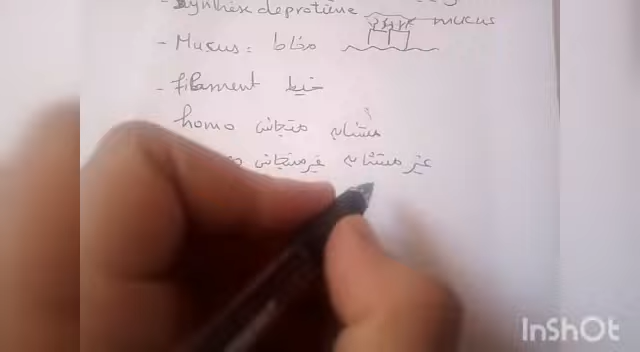 - Synthèse de protéine
mucus
- Mucus : مخاط
- Filament خيط
homo متجانس متشابه
غير متجانس غير متشابه
InShOt